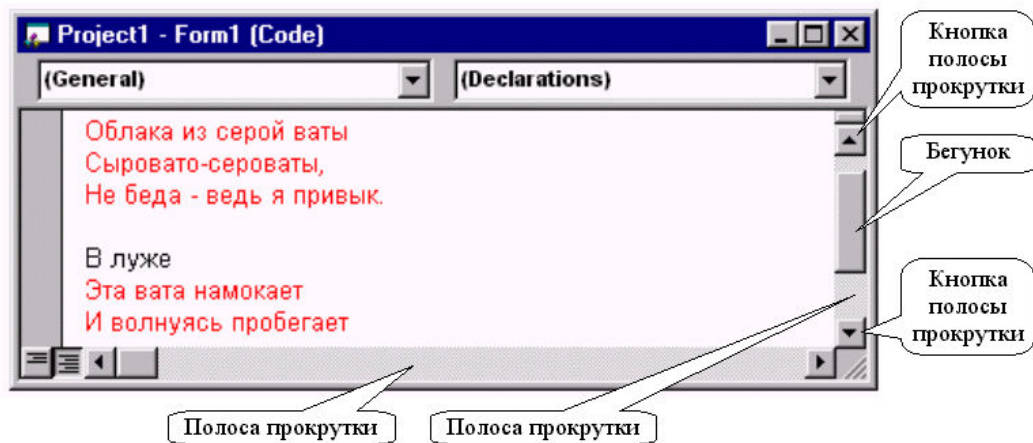 Project1 - Form1 (Code)
(General)
(Declarations)
Облака из серой ваты
Сыровато-сероваты,
Не беда - ведь я привык.
В луже
Эта вата намокает
И волнуясь пробегает
Кнопка
полосы
прокрутки
Бегунок
Кнопка
полосы
прокрутки
Полоса прокрутки
Полоса прокрутки